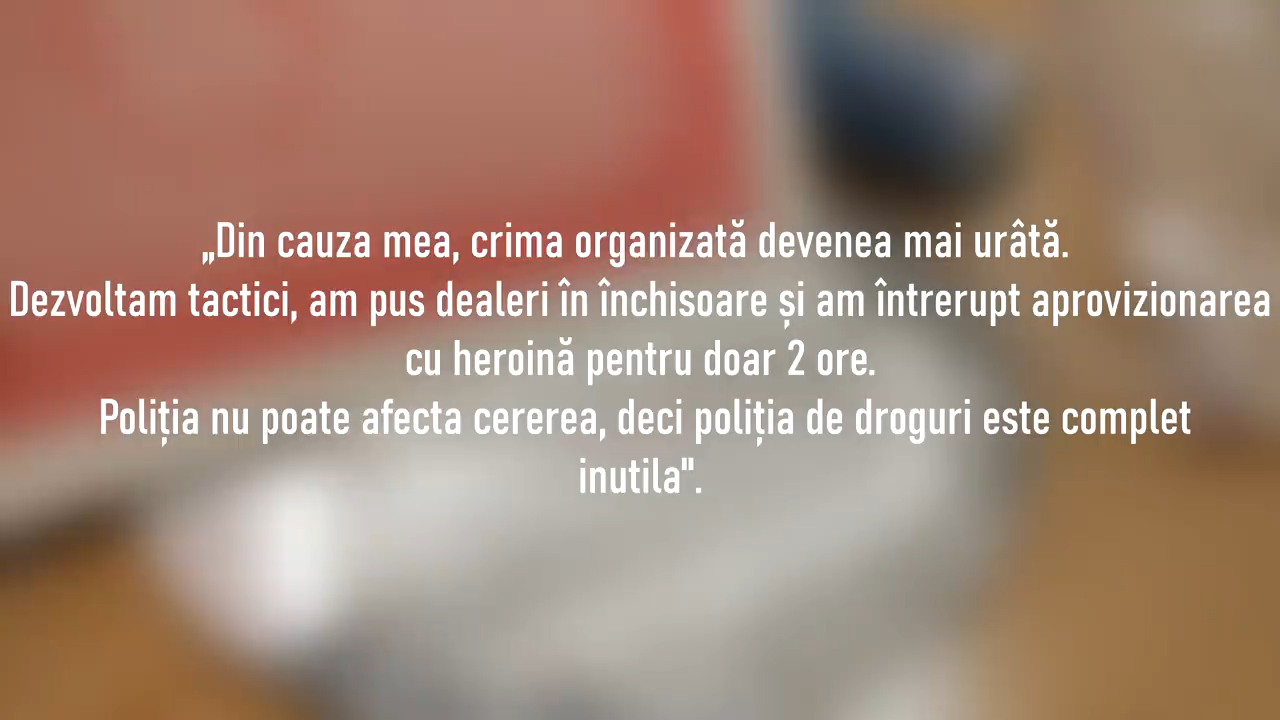 „Din cauza mea, crima organizată devenea mai urâtă.
Dezvoltam tactici, am pus dealeri în închisoare și am întrerupt aprovizionarea
cu heroină pentru doar 2 ore.
Poliția nu poate afecta cererea, deci poliția de droguri este complet
inutila".